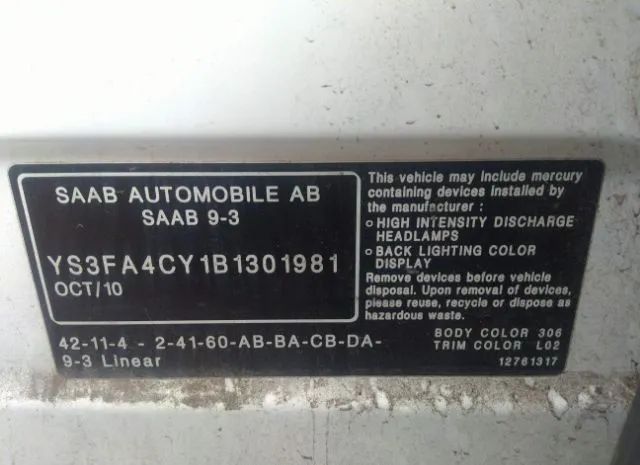 SAAB AUTOMOBILE AB
SAAB 9-3
YS3FA4CY1B1301981
OCT/10
42-11-4 - 2-41-60-AB-BA-CB-DA-
9-3 Linear
This vehicle may include mercury
containing devices installed by
the manufacturer :
o HIGH INTENSITY DISCHARGE
HEADLAMPS
o BACK LIGHTING COLOR
DISPLAY
Remove devices before vehicle
disposal. Upon removal of devices,
please reuse, recycle or dispose as
hazardous waste.
BODY COLOR 306
TRIM COLOR L02
12761317